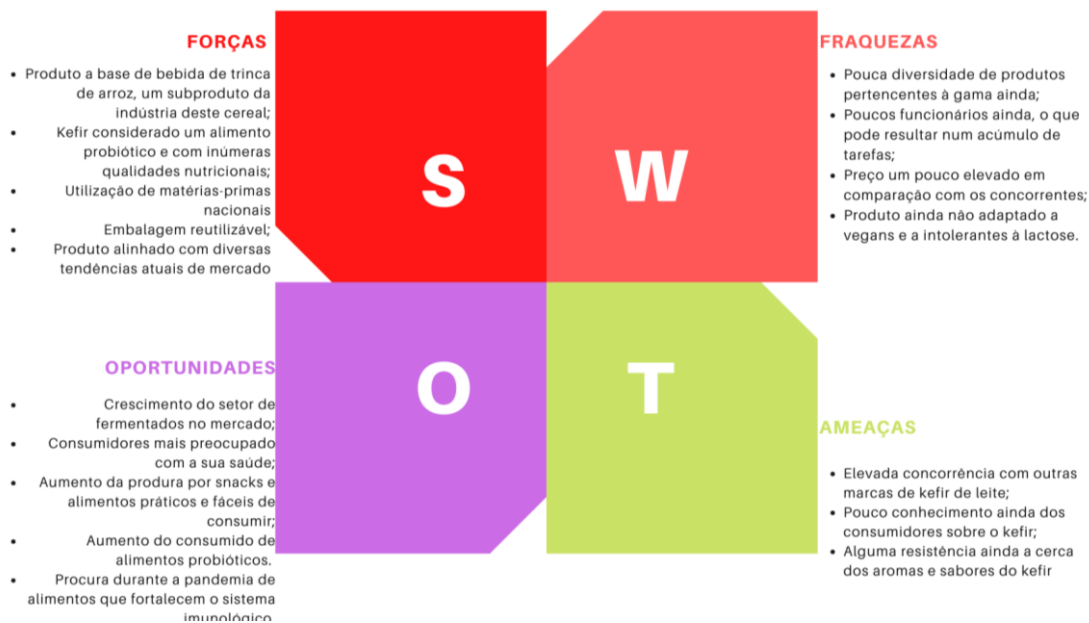 FORÇAS
• Produto a base de bebida de trinca
de arroz, um subproduto da
indústria deste cereal;
• Kefir considerado um alimento
probiótico e com inúmeras
qualidades nutricionais;
• Utilização de matérias-primas
nacionais
• Embalagem reutilizável;
• Produto alinhado com diversas
tendências atuais de mercado
S
W
FRAQUEZAS
• Pouca diversidade de produtos
pertencentes à gama ainda;
• Poucos funcionários ainda, o que
pode resultar num acúmulo de
tarefas;
• Preço um pouco elevado em
comparação com os concorrentes;
• Produto ainda não adaptado a
vegans e a intolerantes à lactose.
OPORTUNIDADES
• Crescimento do setor de
fermentados no mercado;
• Consumidores mais preocupado
com a sua saúde;
• Aumento da produra por snacks e
alimentos práticos e fáceis de
consumir;
• Aumento do consumido de
alimentos probióticos.
• Procura durante a pandemia de
alimentos que fortalecem o sistema
imunológico.
O
T
AMEAÇAS
• Elevada concorrência com outras
marcas de kefir de leite;
• Pouco conhecimento ainda dos
consumidores sobre o kefir;
• Alguma resistência ainda a cerca
dos aromas e sabores do kefir